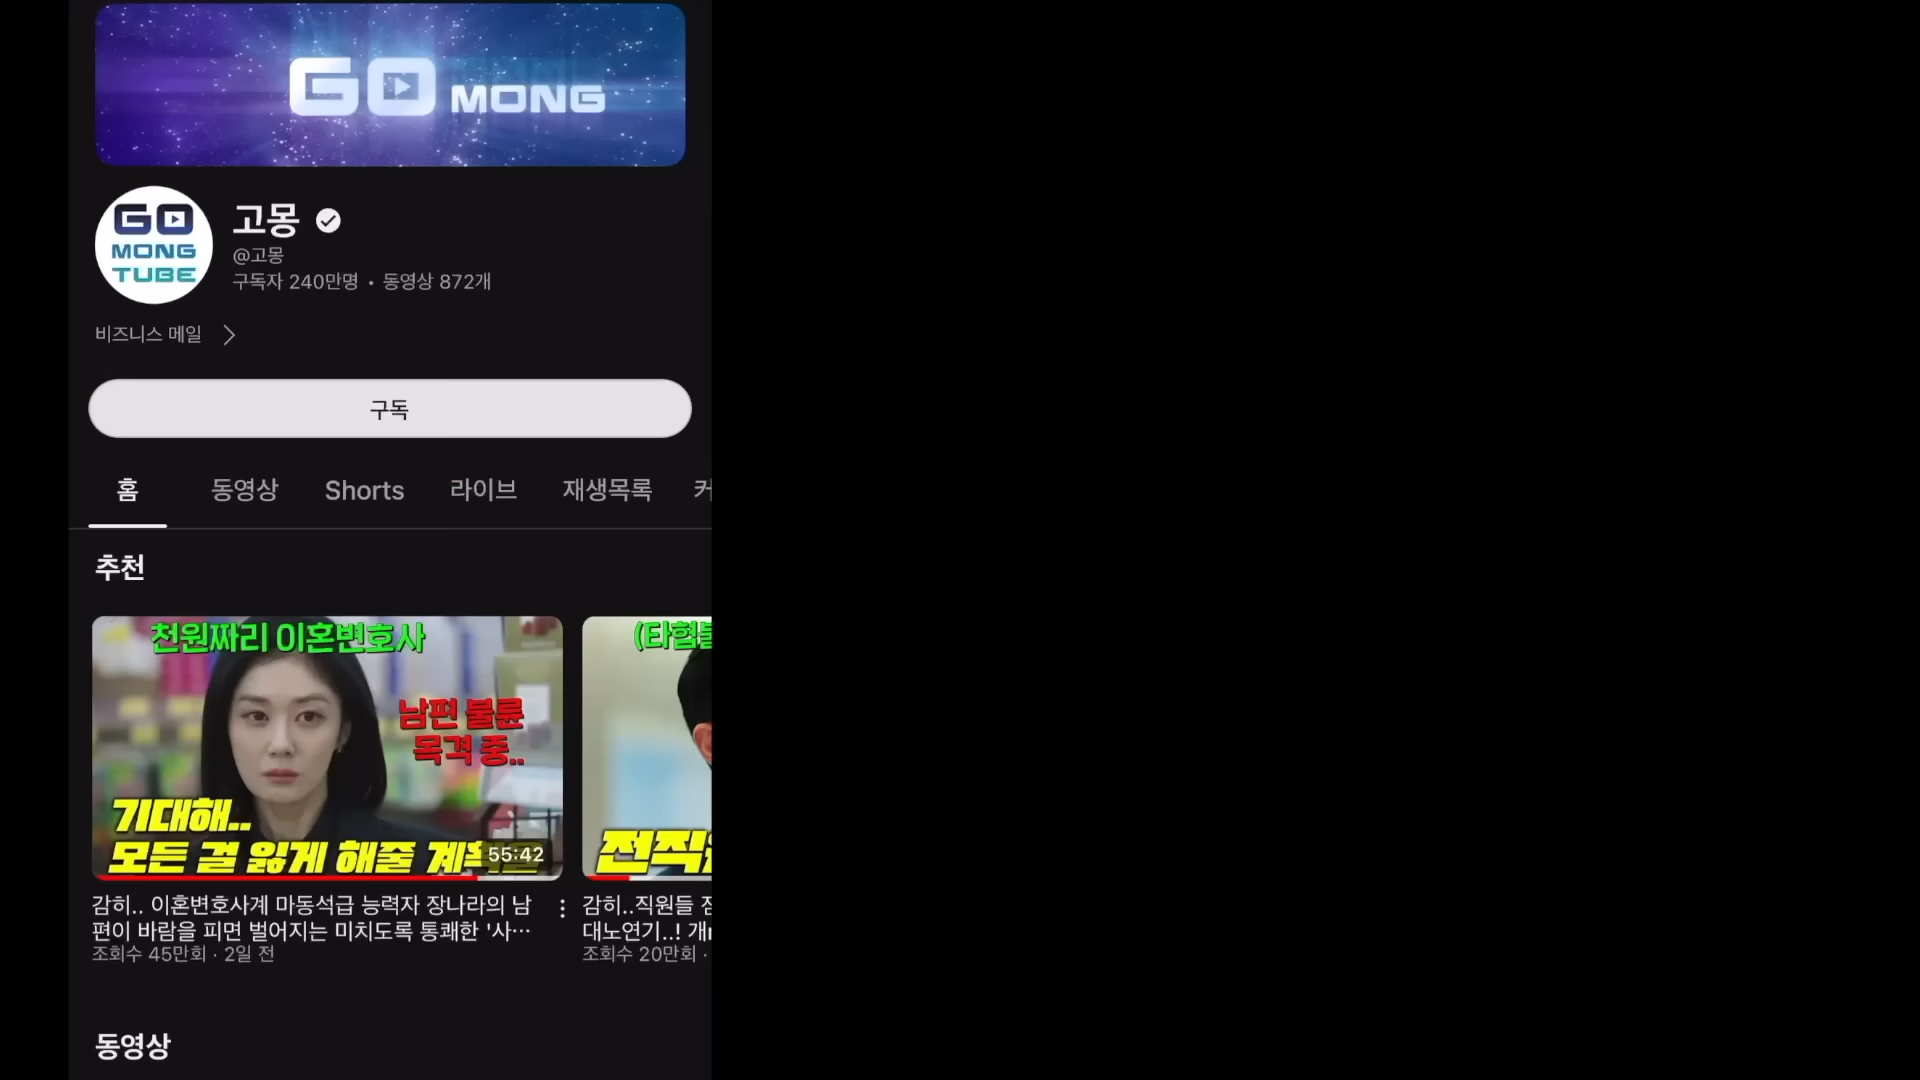 GO MONG
GO
MONG
TUBE
고몽
@고몽
구독자 240만명 • 동영상 872개
비즈니스 메일
구독
홈 동영상 Shorts 라이브 재생목록 커
추천
천원짜리 이혼변호사
남편 불륜
목격 중..
기대해..
모든 걸 잃게 해줄
55:42
감히.. 이혼변호사계 마동석급 능력자 장나라의 남
편이 바람을 피면 벌어지는 미치도록 통쾌한 '사…
조회수 45만회 · 2일 전
(타협불
전직
감히..직원들
대노연기..!
조회수 20만회 ·
동영상